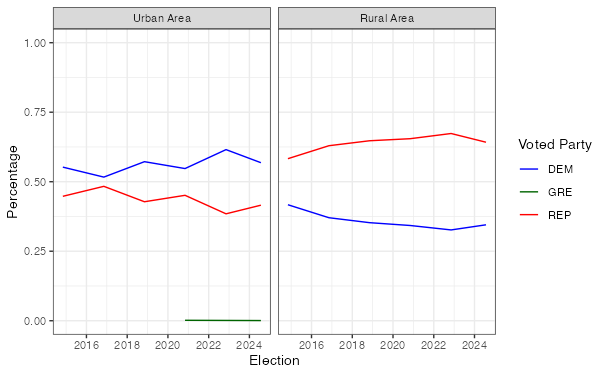 Urban Area Rural Area
1.00
0.75
0.50
0.25
0.00
Percentage
2016 2018 2020 2022 2024 2016 2018 2020 2022 2024
Election
Voted Party
DEM
GRE
REP